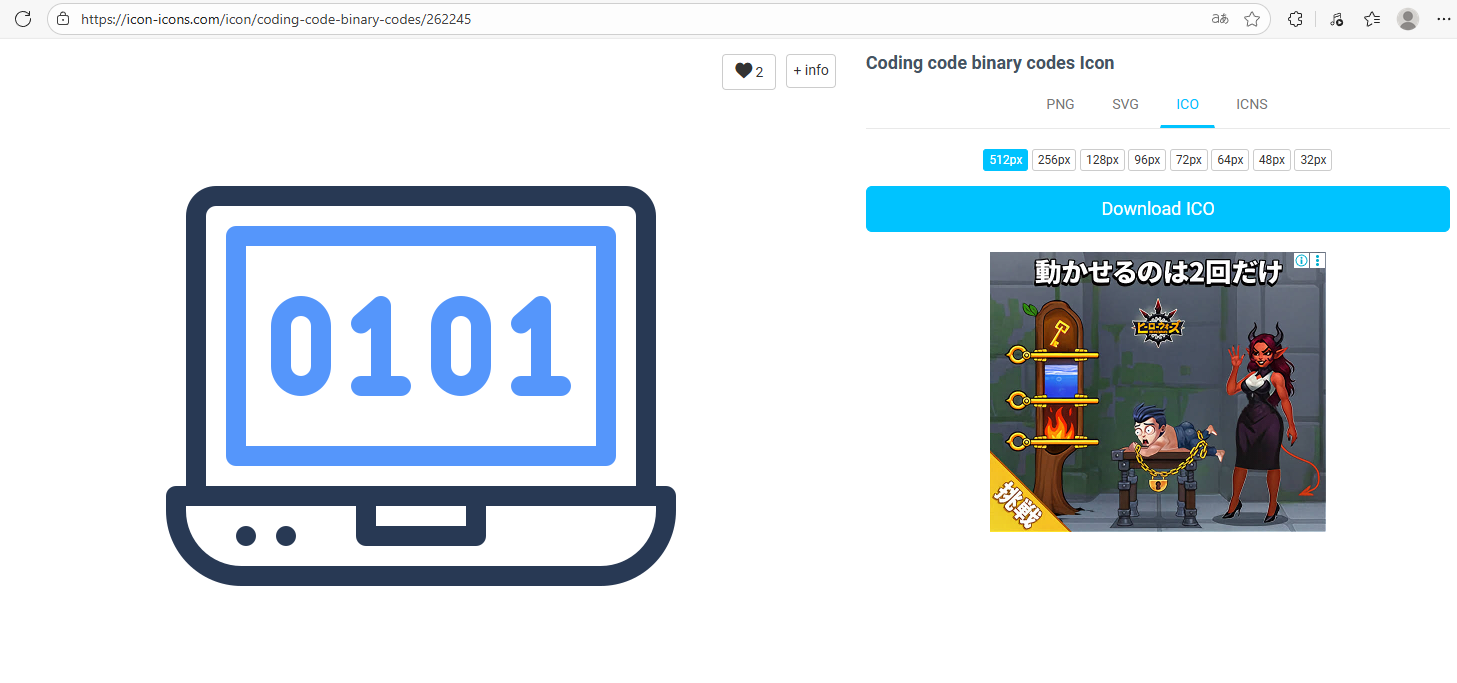 https://icon-icons.com/icon/coding-code-binary-codes/262245
aあ
2
+ info
Coding code binary codes Icon
PNG SVG ICO ICNS
512px 256px 128px 96px 72px 64px 48px 32px
Download ICO
0101
動かせるのは2回だけ
ヒーローウォーズ
挑戦